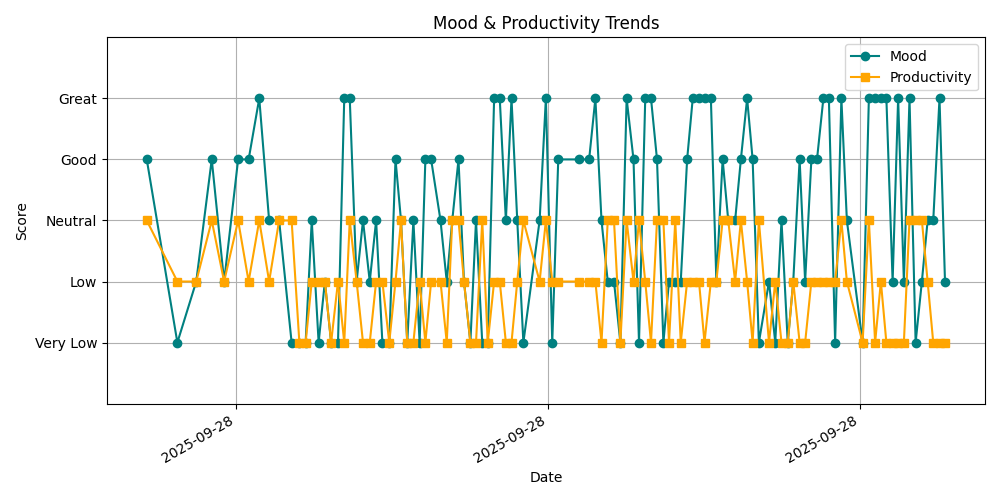 Mood & Productivity Trends
Mood
Productivity
Great
Good
Neutral
Low
Very Low
Score
2025-09-28
2025-09-28
2025-09-28
Date